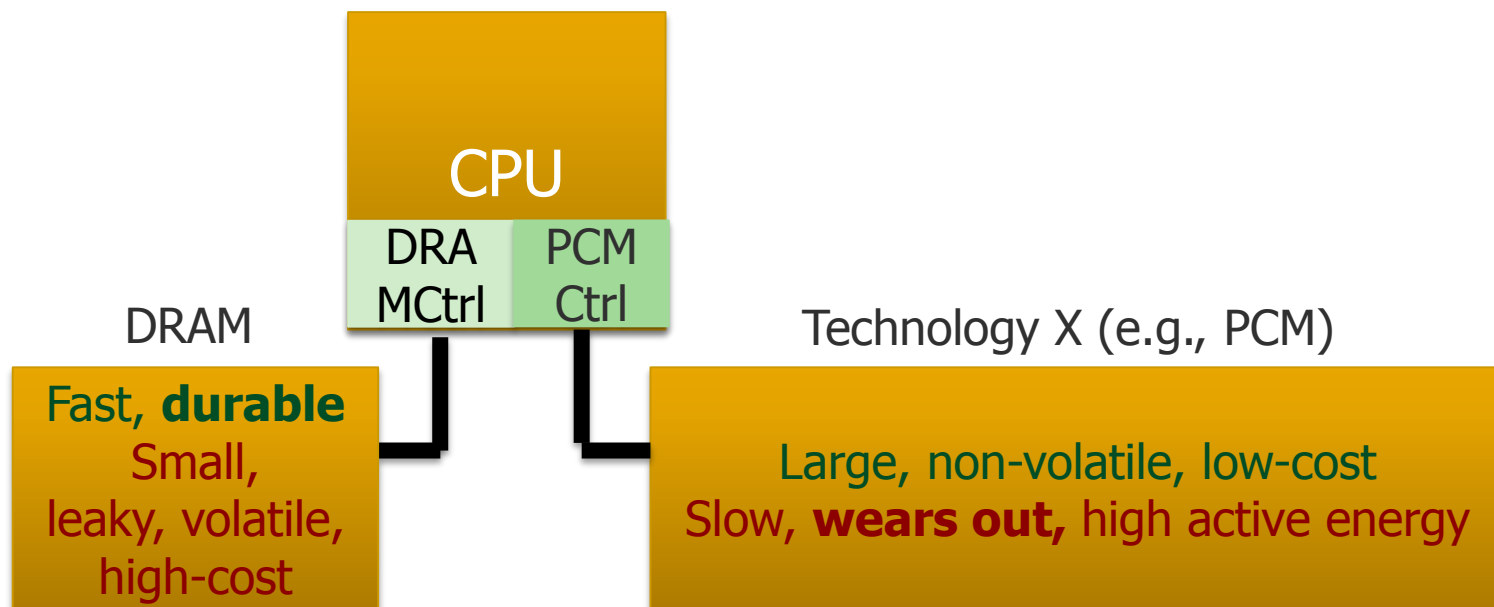 CPU
DRA
MCtrl
PCM
Ctrl
DRAM
Fast, durable
Small,
leaky, volatile,
high-cost
Technology X (e.g., PCM)
Large, non-volatile, low-cost
Slow, wears out, high active energy